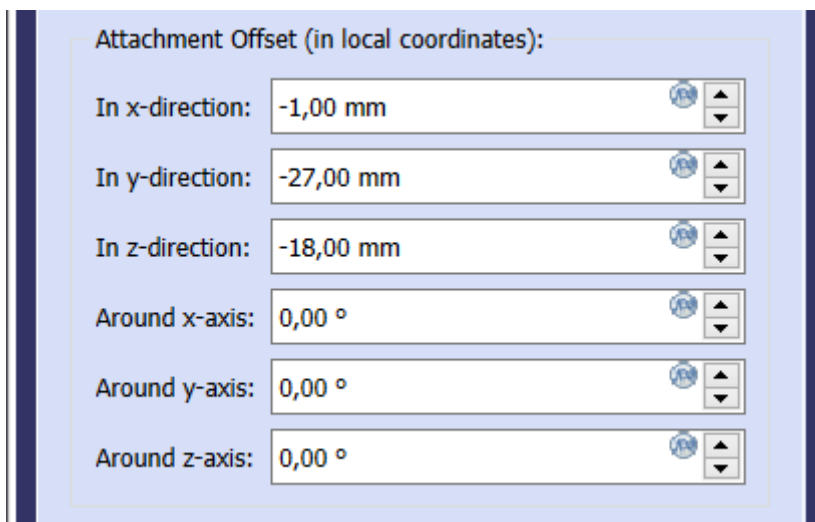 Attachment Offset (in local coordinates):
In x-direction: -1,00 mm
In y-direction: -27,00 mm
In z-direction: -18,00 mm
Around x-axis: 0,00 º
Around y-axis: 0,00 º
Around z-axis: 0,00 º